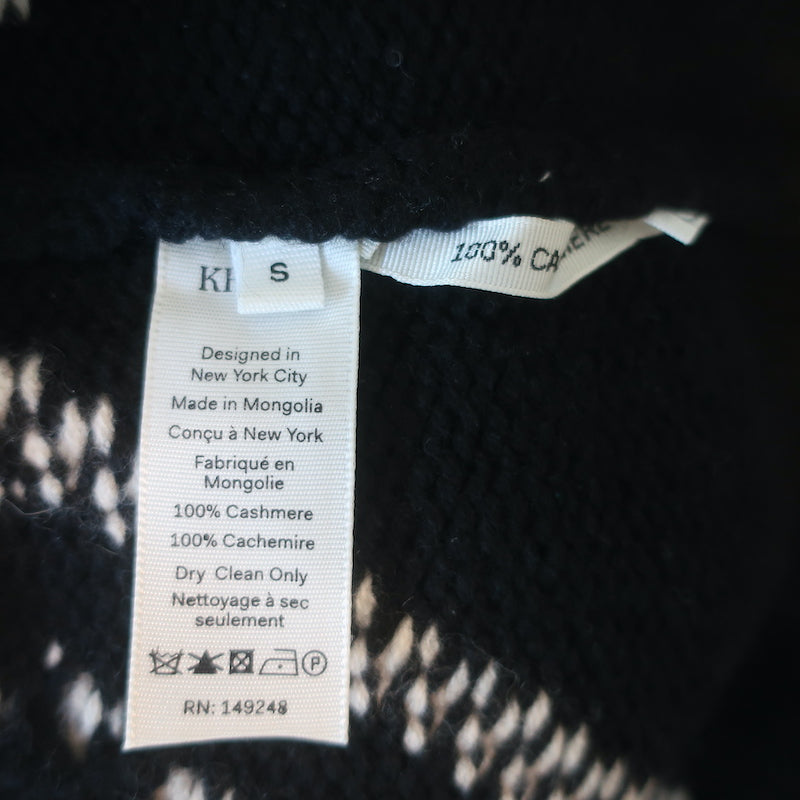 S
100% CA
Designed in
New York City
Made in Mongolia
Conçu à New York
Fabriqué en
Mongolie
100% Cashmere
100% Cachemire
Dry Clean Only
Nettoyage à sec
seulement
P
RN: 149248